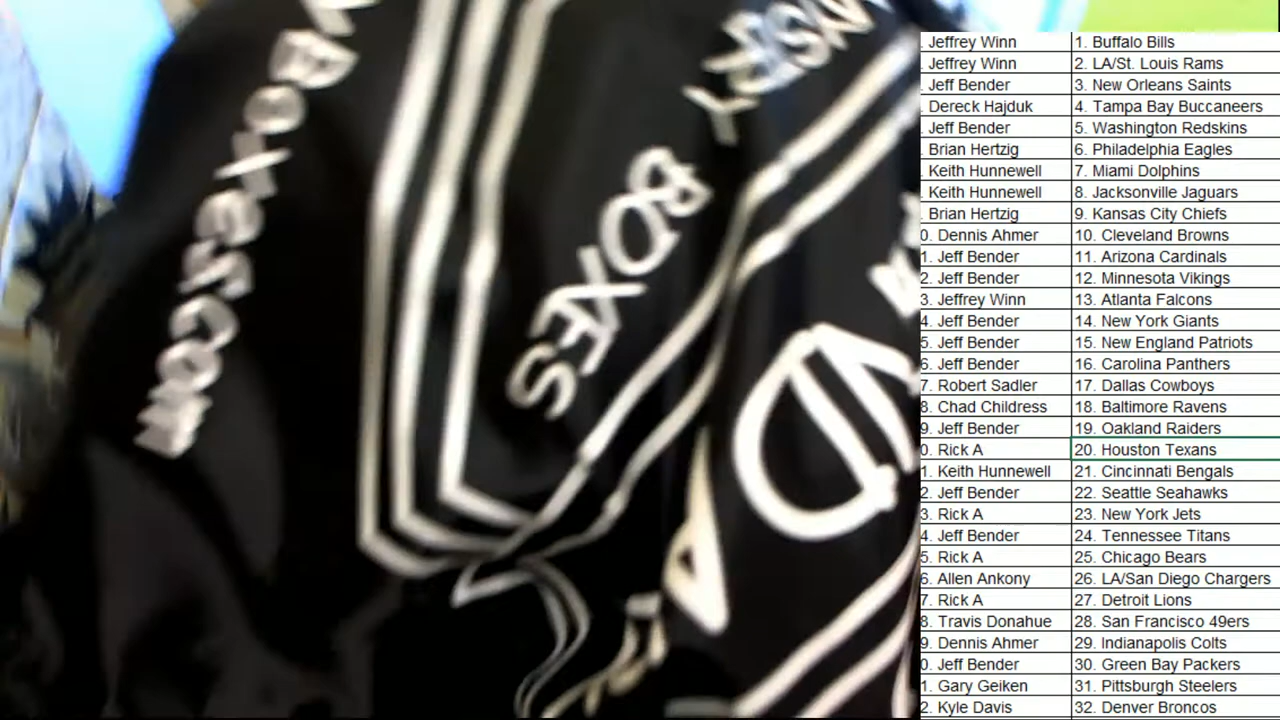 BoxesCom
BOXES
. Jeffrey Winn 1. Buffalo Bills
. Jeffrey Winn 2. LA/St. Louis Rams
. Jeff Bender 3. New Orleans Saints
. Dereck Hajduk 4. Tampa Bay Buccaneers
. Jeff Bender 5. Washington Redskins
. Brian Hertzig 6. Philadelphia Eagles
. Keith Hunnewell 7. Miami Dolphins
. Keith Hunnewell 8. Jacksonville Jaguars
. Brian Hertzig 9. Kansas City Chiefs
0. Dennis Ahmer 10. Cleveland Browns
1. Jeff Bender 11. Arizona Cardinals
2. Jeff Bender 12. Minnesota Vikings
3. Jeffrey Winn 13. Atlanta Falcons
4. Jeff Bender 14. New York Giants
5. Jeff Bender 15. New England Patriots
6. Jeff Bender 16. Carolina Panthers
7. Robert Sadler 17. Dallas Cowboys
8. Chad Childress 18. Baltimore Ravens
9. Jeff Bender 19. Oakland Raiders
0. Rick A 20. Houston Texans
1. Keith Hunnewell 21. Cincinnati Bengals
2. Jeff Bender 22. Seattle Seahawks
3. Rick A 23. New York Jets
4. Jeff Bender 24. Tennessee Titans
5. Rick A 25. Chicago Bears
6. Allen Ankony 26. LA/San Diego Chargers
7. Rick A 27. Detroit Lions
8. Travis Donahue 28. San Francisco 49ers
9. Dennis Ahmer 29. Indianapolis Colts
0. Jeff Bender 30. Green Bay Packers
1. Gary Geiken 31. Pittsburgh Steelers
2. Kyle Davis 32. Denver Broncos